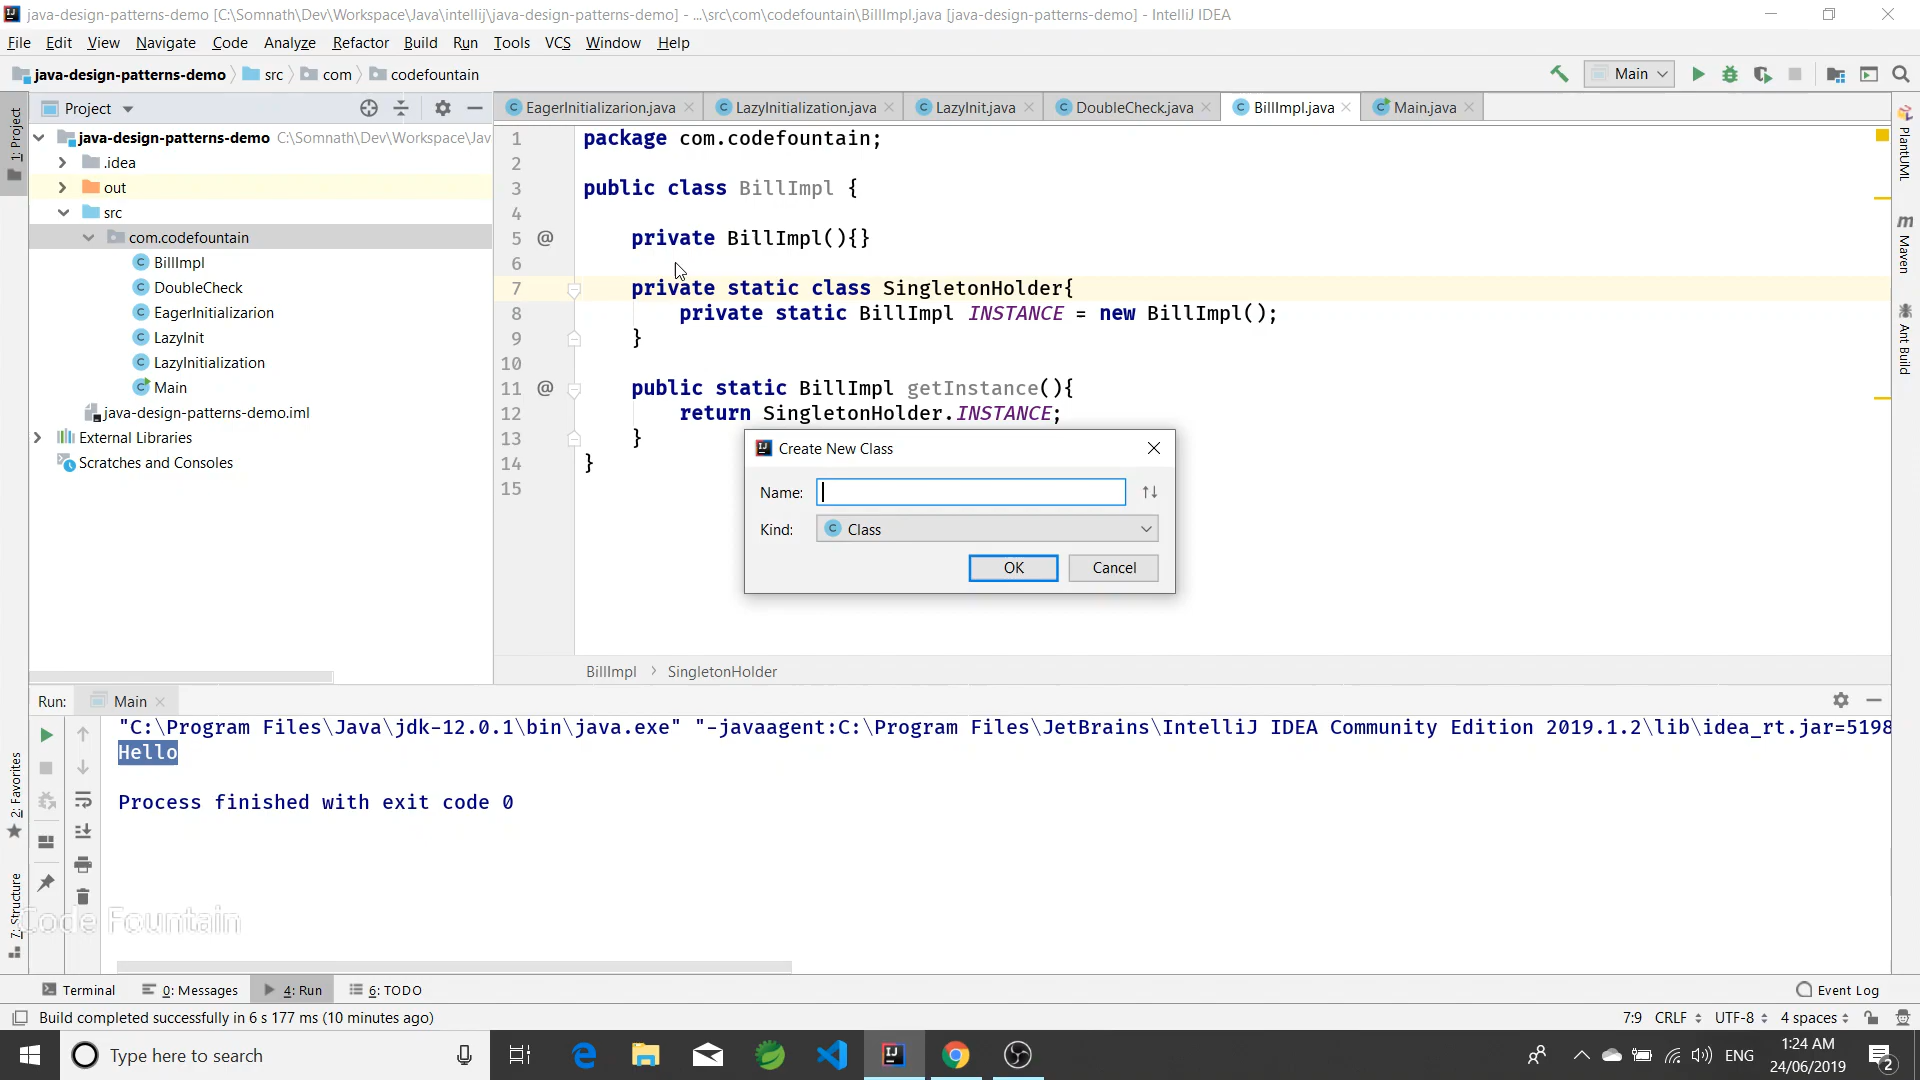 java-design-patterns-demo [C:\Somnath\Dev\Workspace\Java\intellij\java-design-patterns-demo] - ...\src\com\codefountain\BillImpl.java [java-design-patterns-demo] - IntelliJ IDEA
File Edit View Navigate Code Analyze Refactor Build Run Tools VCS Window Help
java-design-patterns-demo src com codefountain Main
Project
EagerInitializarion.java LazyInitialization.java LazyInit.java DoubleCheck.java BillImpl.java Main.java
1: Project
java-design-patterns-demo C:\Somnath\Dev\Workspace\Jav
.idea
out
src
com.codefountain
BillImpl
DoubleCheck
EagerInitializarion
LazyInit
LazyInitialization
Main
java-design-patterns-demo.iml
External Libraries
Scratches and Consoles
1 package com.codefountain;
2
3 public class BillImpl {
4
5 @ private BillImpl(){}
6
7 private static class SingletonHolder{
8 private static BillImpl INSTANCE = new BillImpl();
9 }
10
11 @ public static BillImpl getInstance(){
12 return SingletonHolder.INSTANCE;
13 }
14 }
15
PlantUML
Maven
Ant Build
Create New Class
Name:
Kind: Class
OK Cancel
BillImpl SingletonHolder
Run: Main
"C:\Program Files\Java\jdk-12.0.1\bin\java.exe" "-javaagent:C:\Program Files\JetBrains\IntelliJ IDEA Community Edition 2019.1.2\lib\idea_rt.jar=5198
Hello
Process finished with exit code 0
2: Favorites
7: Structure
Code Fountain
Terminal 0: Messages 4: Run 6: TODO Event Log
Build completed successfully in 6 s 177 ms (10 minutes ago) 7:9 CRLF UTF-8 4 spaces
Type here to search ENG 1:24 AM
24/06/2019 2